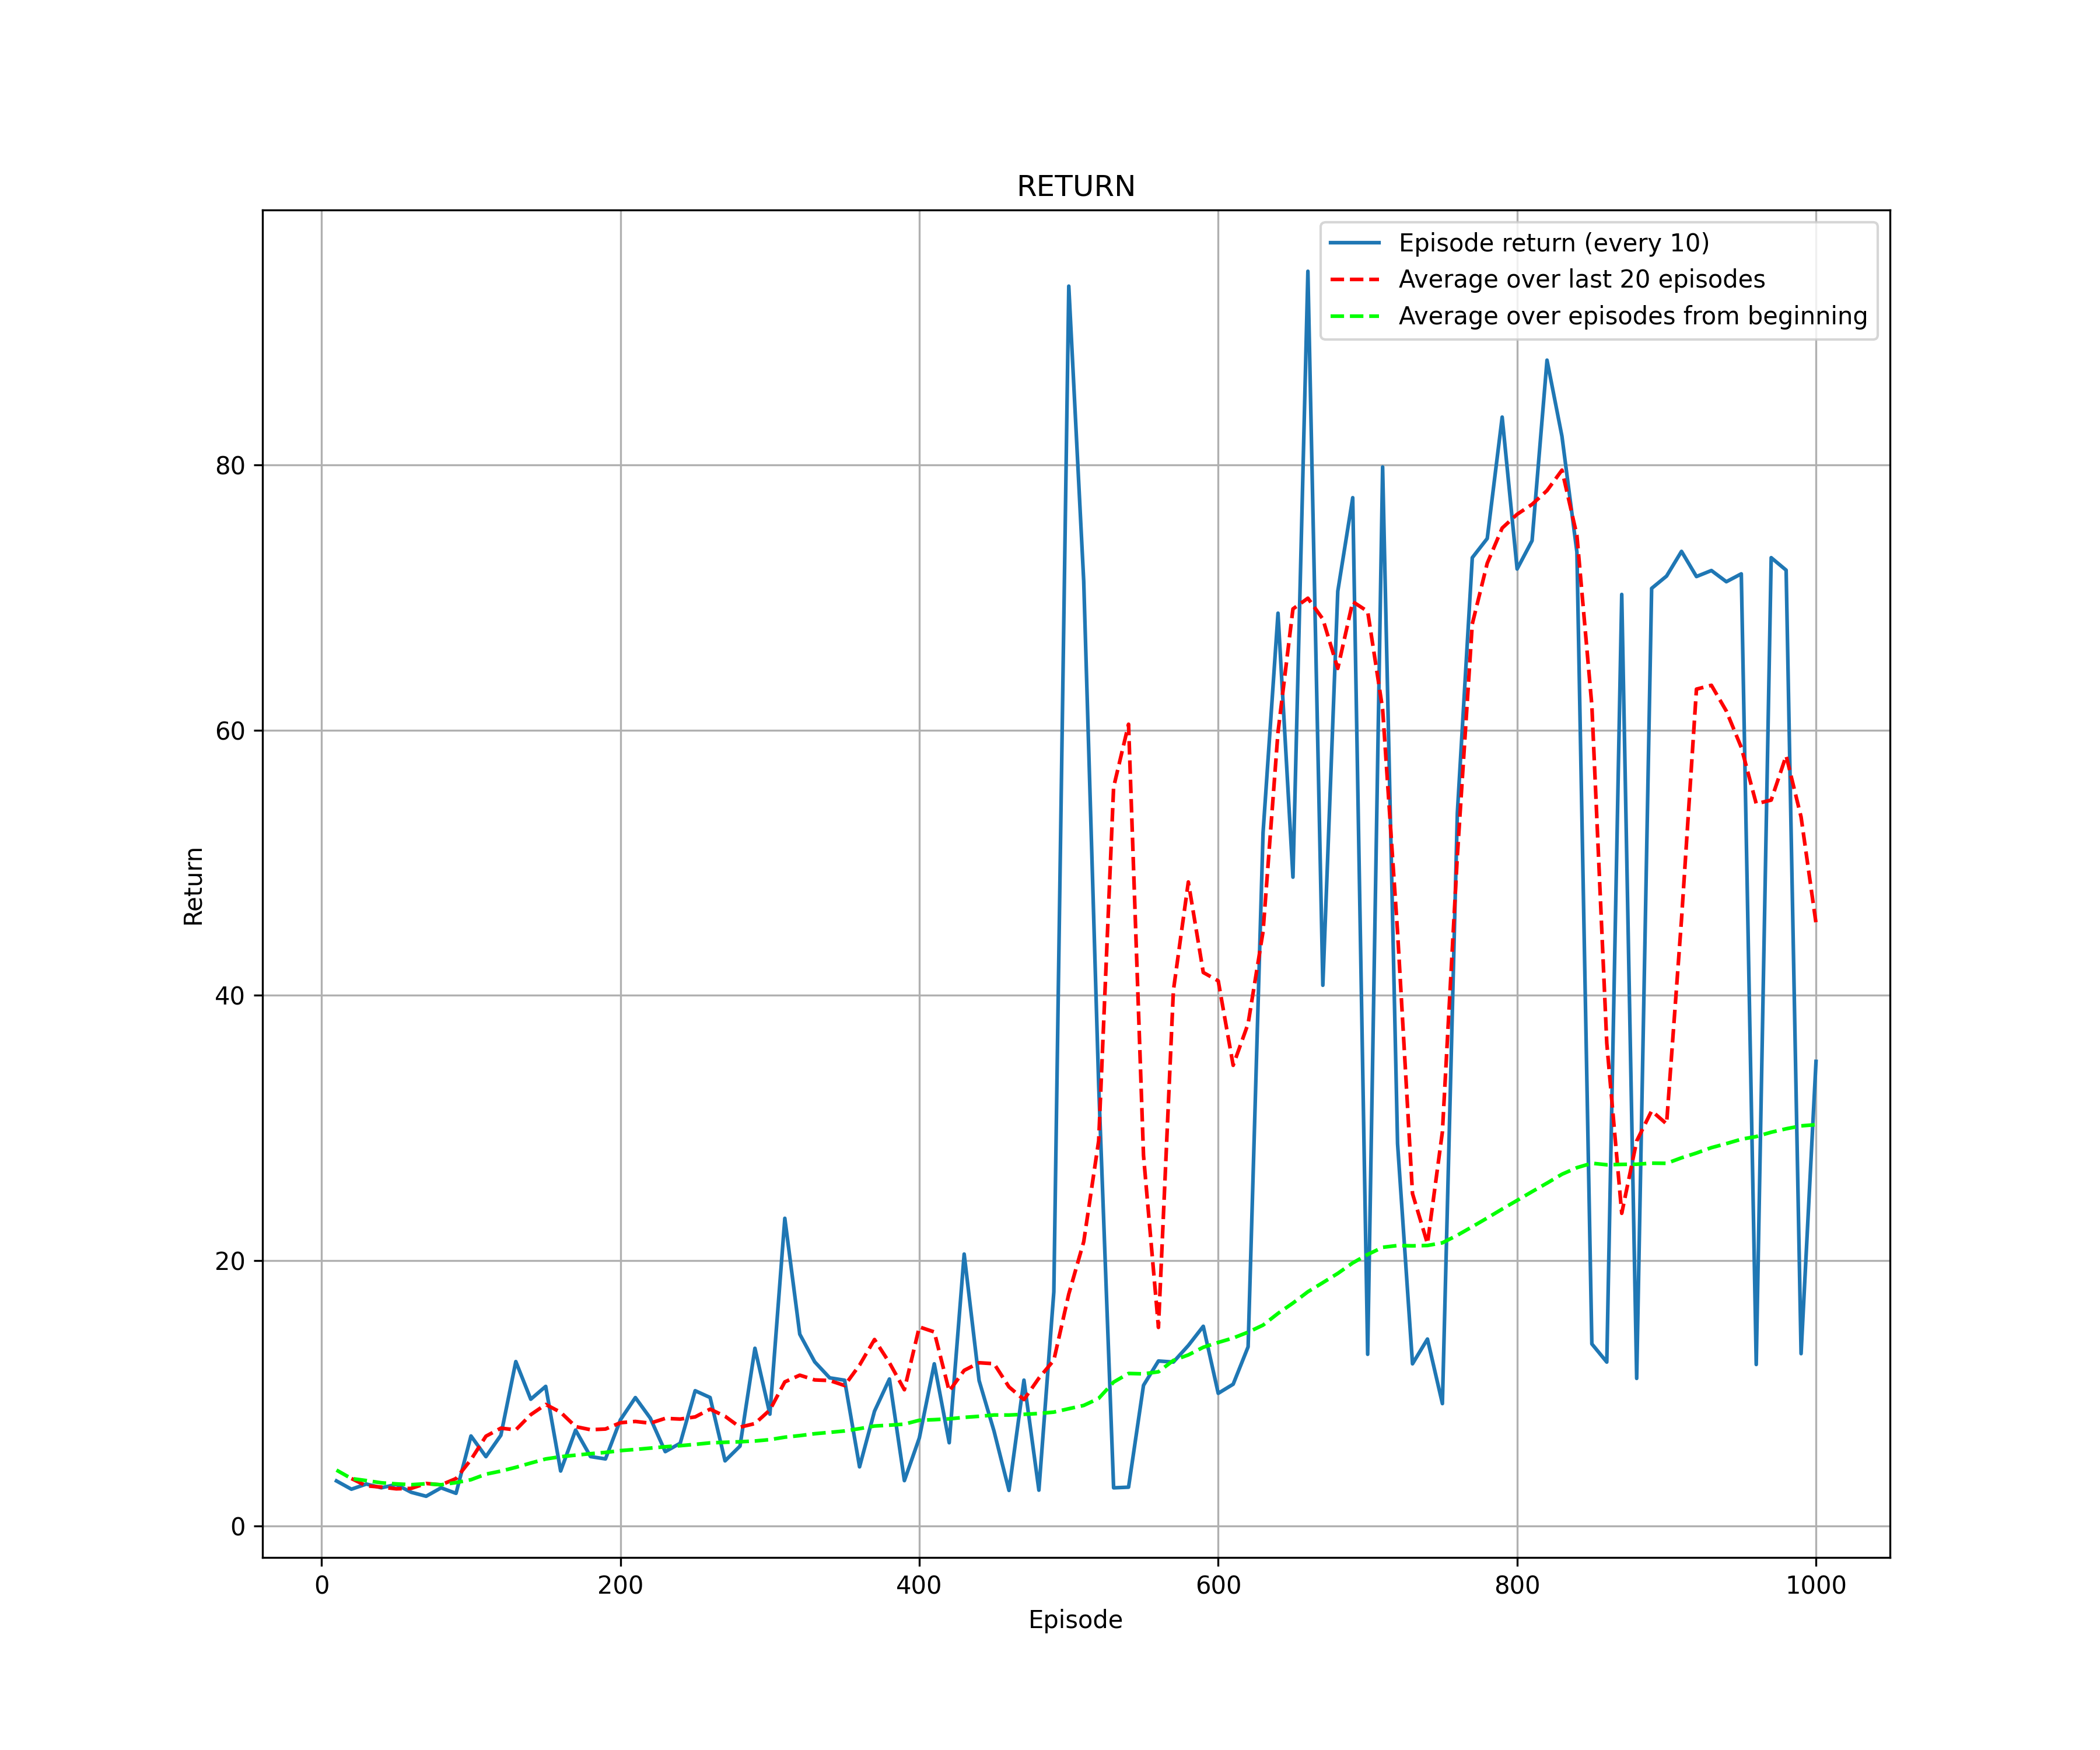 RETURN
Episode return (every 10)
Average over last 20 episodes
Average over episodes from beginning
80
60
40
20
0
Return
0 200 400 600 800 1000
Episode